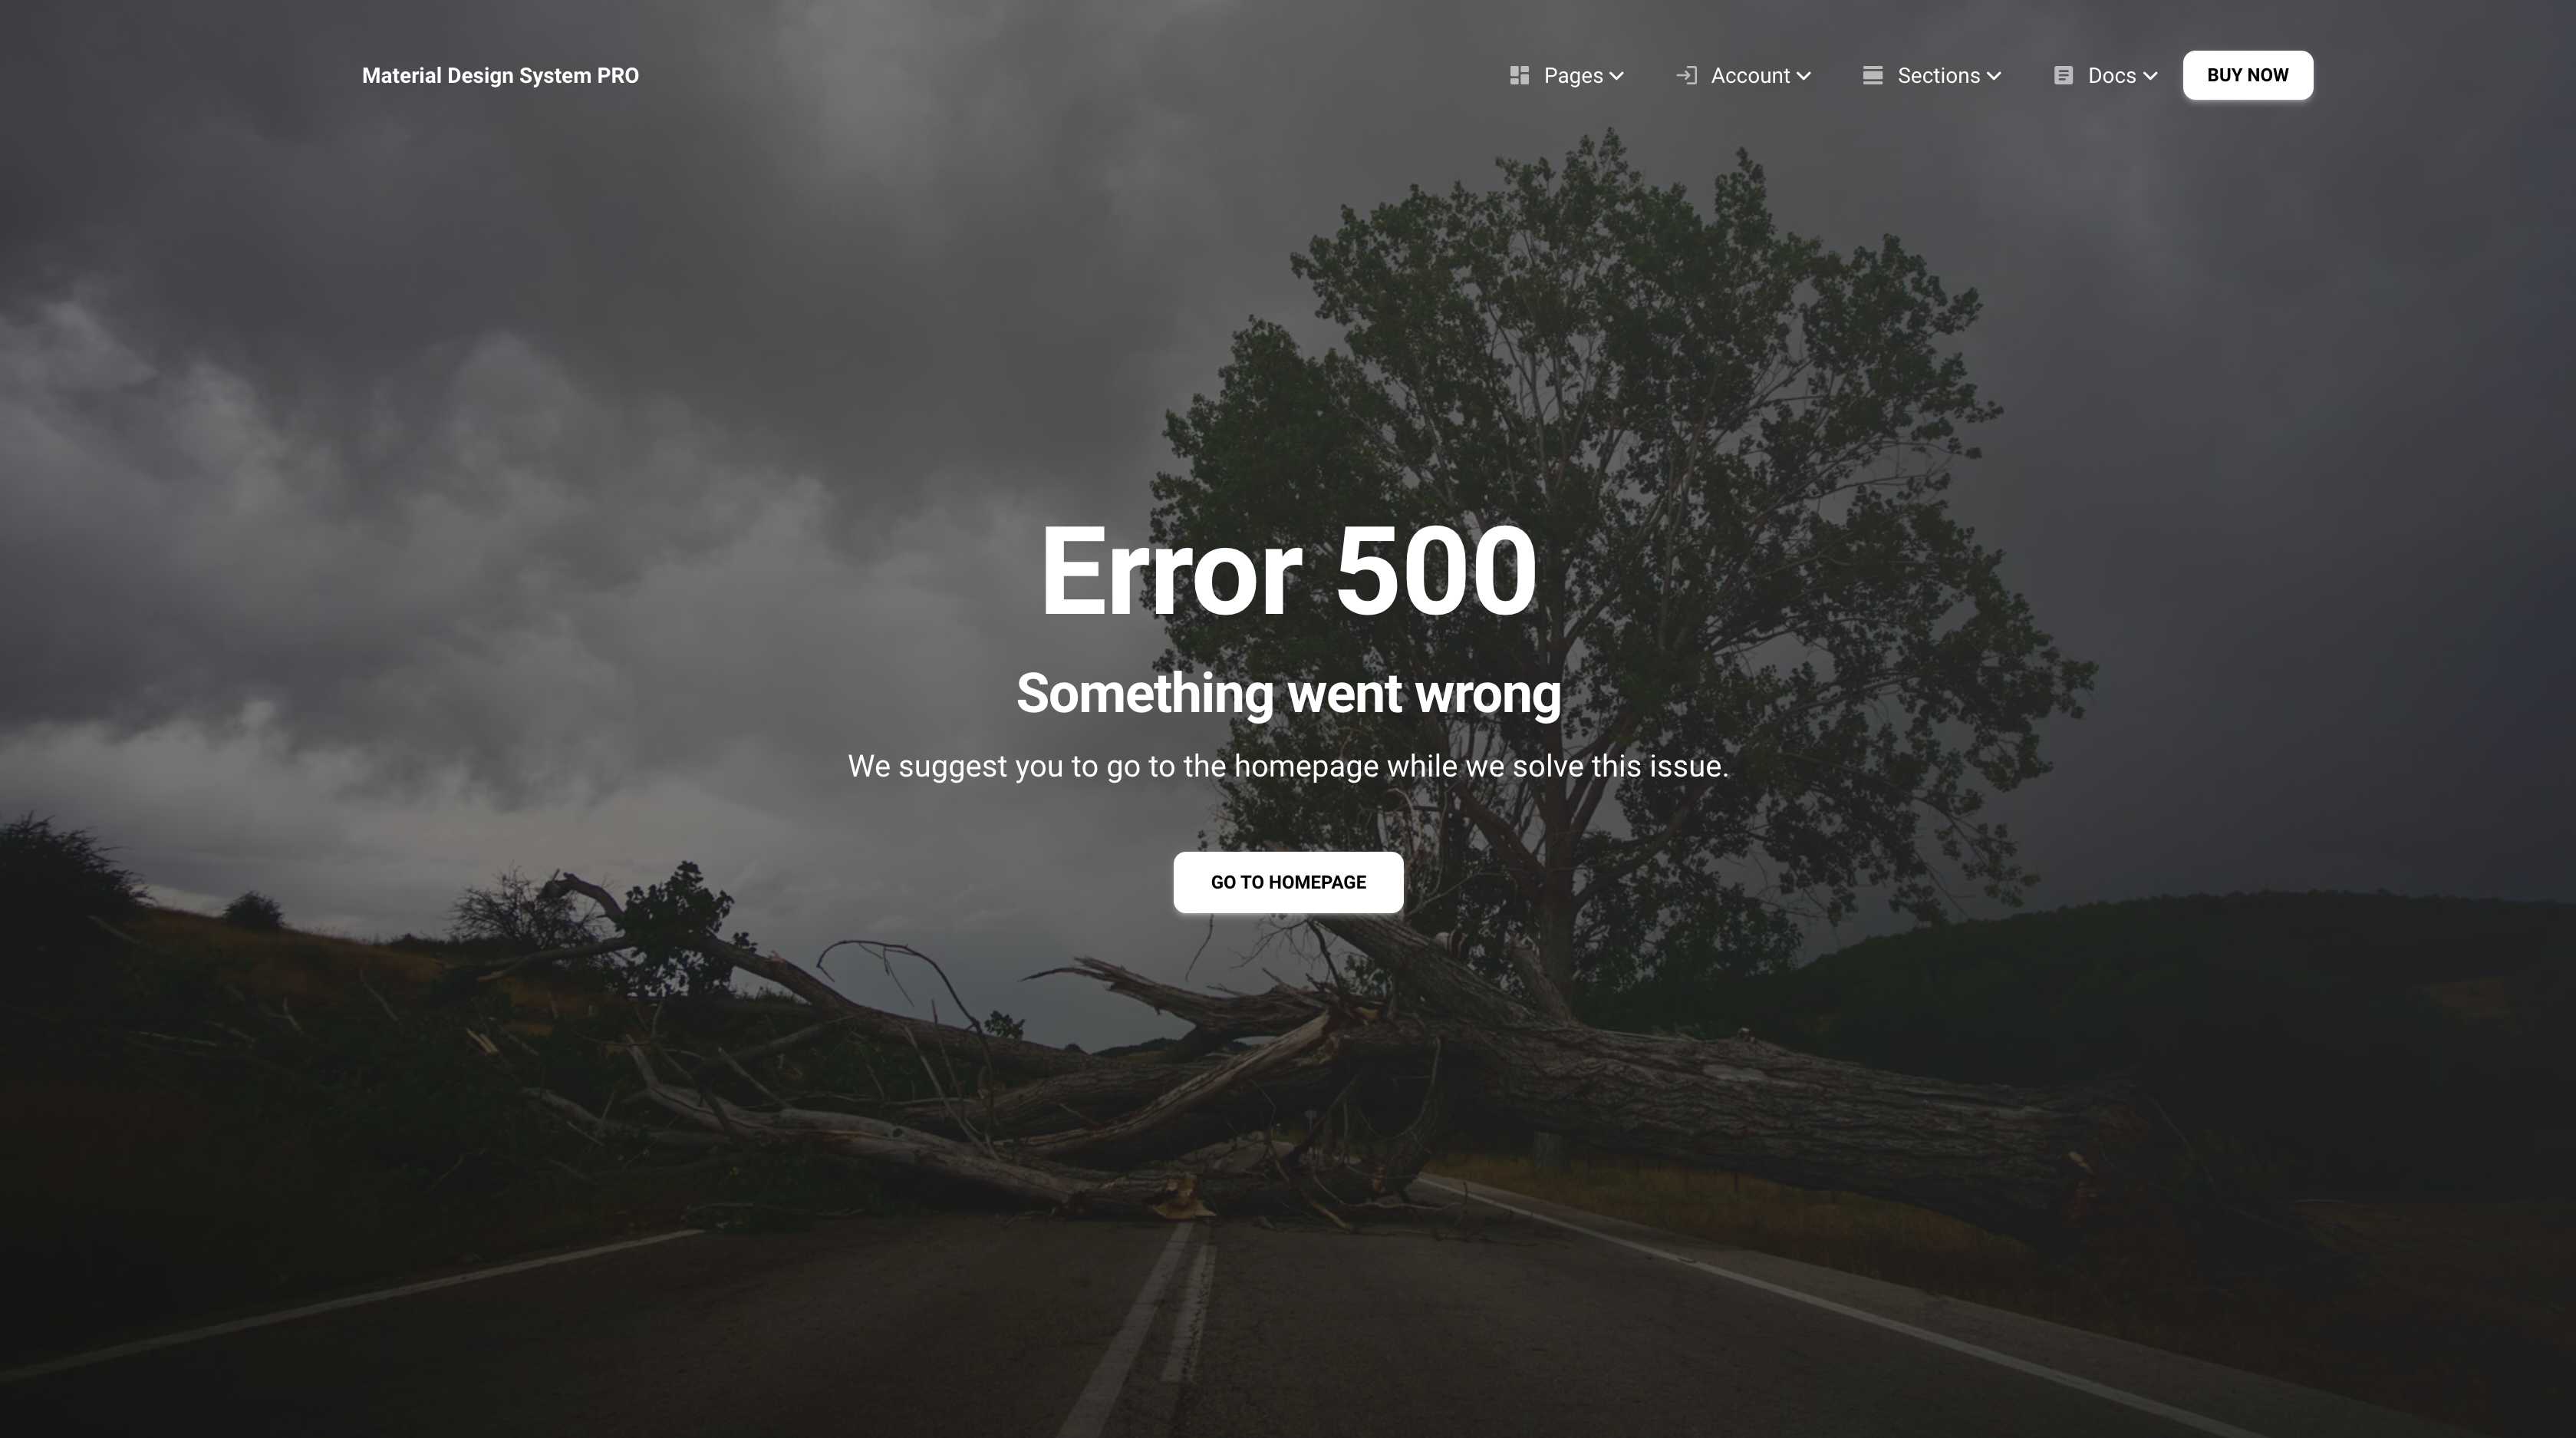 Material Design System PRO
Pages
Account
Sections
Docs
BUY NOW
Error 500
Something went wrong
We suggest you to go to the homepage while we solve this issue.
GO TO HOMEPAGE